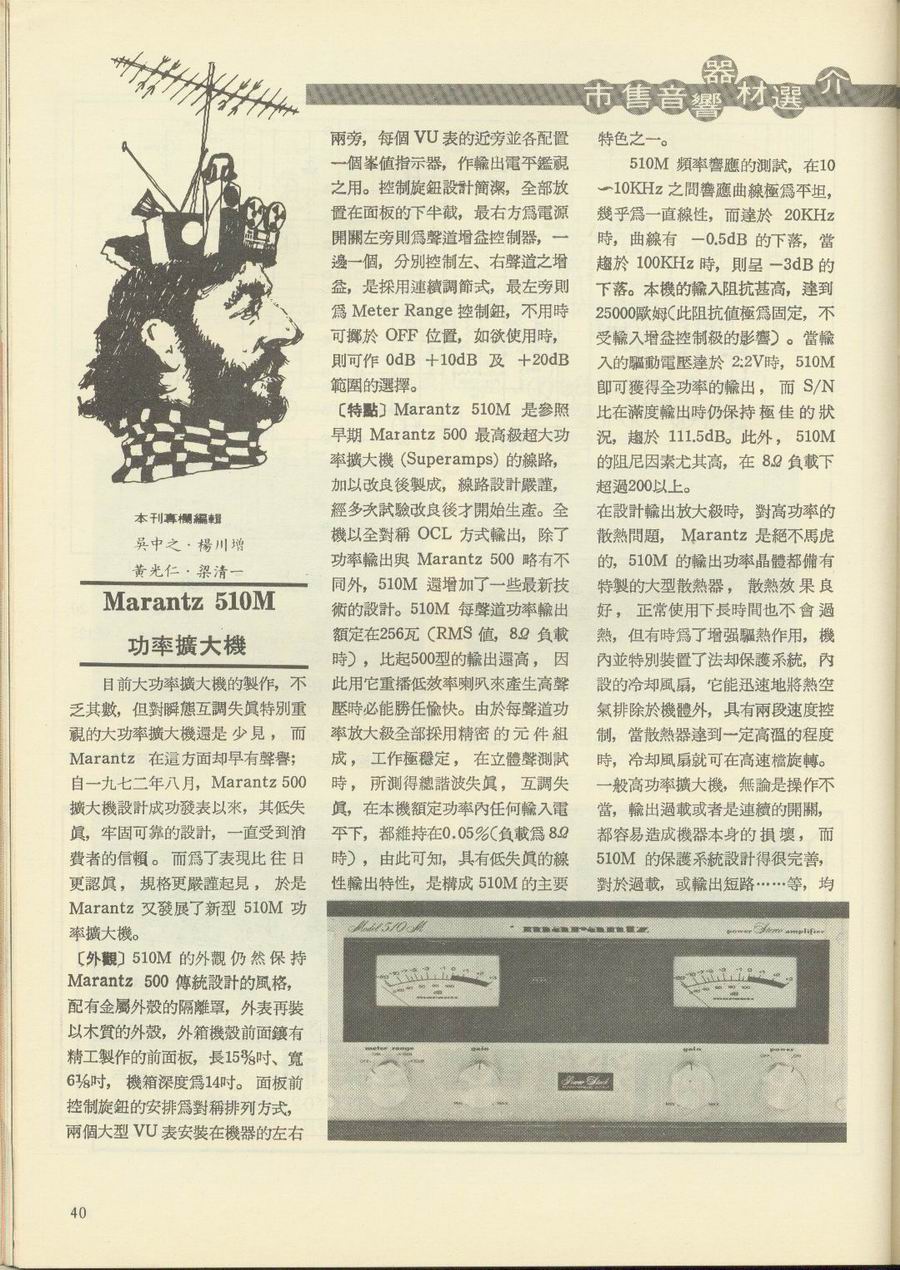 市售音響器材選介
本刊專欄編輯
吳中之·楊川增
黃光仁·梁清一
Marantz 510M
功率擴大機
目前大功率擴大機的製作，不
乏其數，但對瞬態互調失眞特別重
視的大功率擴大機還是少見，而
Marantz 在這方面却早有聲譽；
自一九七二年八月，Marantz 500
擴大機設計成功發表以來，其低失
眞，牢固可靠的設計，一直受到消
費者的信賴。而爲了表現比往日
更認眞，規格更嚴謹起見，於是
Marantz 又發展了新型 510M 功
率擴大機。
〔外觀〕510M 的外觀仍然保持
Marantz 500 傳統設計的風格，
配有金屬外殼的隔離罩，外表再裝
以木質的外殼，外箱機殼前面鑲有
精工製作的前面板，長15⅜吋、寬
6⅛吋，機箱深度爲14吋。面板前
控制旋鈕的安排爲對稱排列方式，
兩個大型 VU 表安裝在機器的左右
兩旁，每個 VU 表的近旁並各配置
一個峯值指示器，作輸出電平鑑視
之用。控制旋鈕設計簡潔，全部放
置在面板的下半截，最右方爲電源
開關左旁則爲聲道增益控制器，一
邊一個，分別控制左、右聲道之增
益，是採用連續調節式，最左旁則
爲 Meter Range 控制鈕，不用時
可擲於 OFF 位置，如欲使用時，
則可作 0dB ＋10dB 及 ＋20dB
範圍的選擇。
〔特點〕Marantz 510M 是參照
早期 Marantz 500 最高級超大功
率擴大機 (Superamps) 的線路，
加以改良後製成，線路設計嚴謹，
經多次試驗改良後才開始生產。全
機以全對稱 OCL 方式輸出，除了
功率輸出與 Marantz 500 略有不
同外，510M 還增加了一些最新技
術的設計。510M 每聲道功率輸出
額定在256瓦（RMS 值，8Ω 負載
時），比起500型的輸出還高，因
此用它重播低效率喇叭來產生高聲
壓時必能勝任愉快。由於每聲道功
率放大級全部採用精密的元件組
成，工作極穩定，在立體聲測試
時，所測得總諧波失眞，互調失
眞，在本機額定功率內任何輸入電
平下，都維持在0.05%(負載爲 8Ω
時），由此可知，具有低失眞的線
性輸出特性，是構成 510M 的主要
特色之一。
510M 頻率響應的測試，在10
〜10KHz 之間響應曲線極爲平坦，
幾乎爲一直線性，而達於 20KHz
時，曲線有 －0.5dB 的下落，當
趨於 100KHz 時，則呈 －3dB 的
下落。本機的輸入阻抗甚高，達到
25000歐姆(此阻抗値極爲固定，不
受輸入增益控制級的影響）。當輸
入的驅動電壓達於 2.2V時，510M
卽可獲得全功率的輸出，而 S/N
比在滿度輸出時仍保持極佳的狀
況，趨於 111.5dB。此外，510M
的阻尼因素尤其高，在 8Ω 負載下
超過200以上。
在設計輸出放大級時，對高功率的
散熱問題，Marantz 是絕不馬虎
的，510M 的輸出功率晶體都備有
特製的大型散熱器，散熱效果良
好，正常使用下長時間也不會過
熱，但有時爲了增强驅熱作用，機
內並特別裝置了法却保護系統，內
設的冷却風扇，它能迅速地將熱空
氣排除於機體外，具有兩段速度控
制，當散熱器達到一定高溫的程度
時，冷却風扇就可在高速檔旋轉。
一般高功率擴大機，無論是操作不
當，輸出過載或者是連續的開關，
都容易造成機器本身的損壞，而
510M 的保護系統設計得很完善，
對於過載，或輸出短路……等，均
Model 510 M
marantz
power Stereo amplifier
meter range
gain
gain
power
40